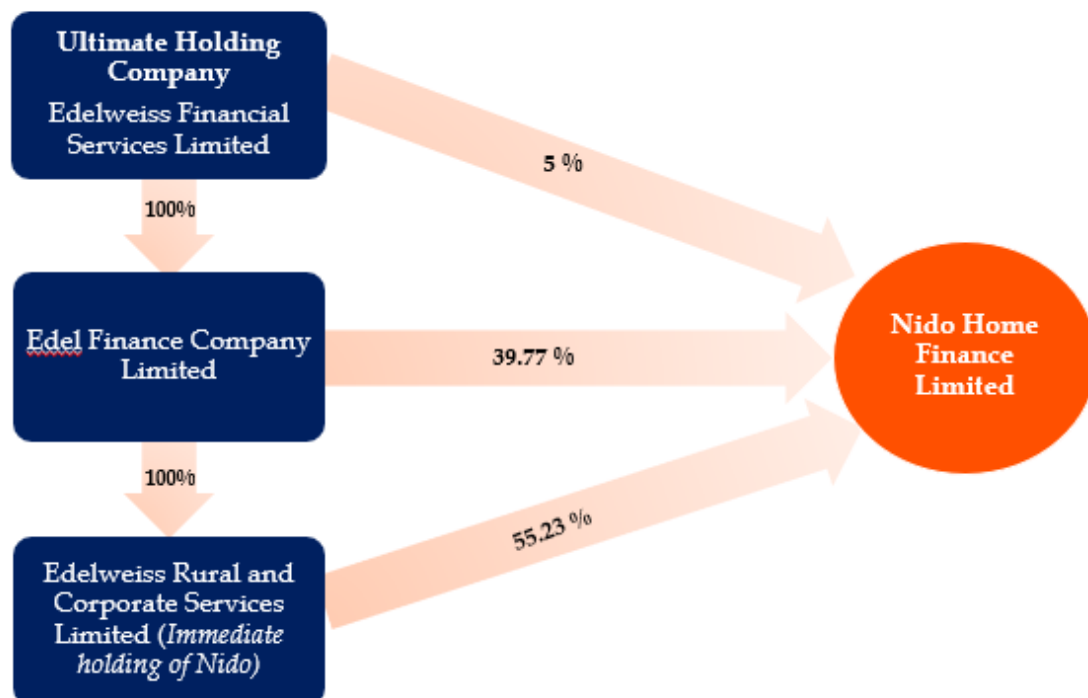 Ultimate Holding
Company
Edelweiss Financial
Services Limited
5 %
100%
Edel Finance Company
Limited
39.77 %
Nido Home
Finance
Limited
100%
55.23 %
Edelweiss Rural and
Corporate Services
Limited (Immediate
holding of Nido)